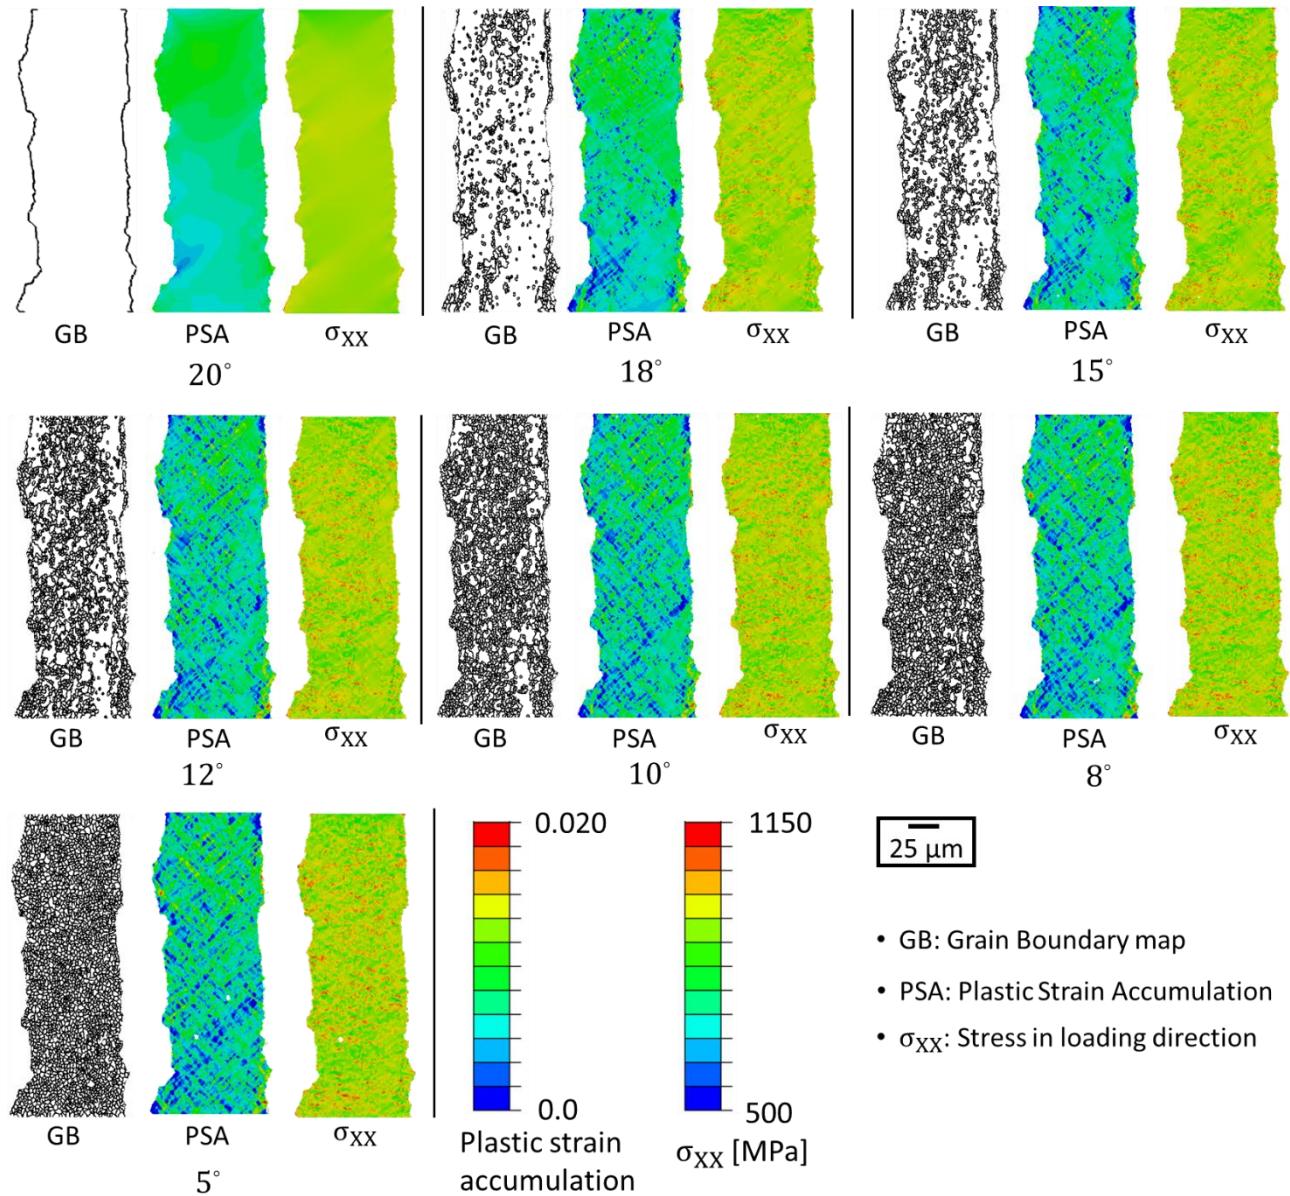 GB PSA σXX GB PSA σXX GB PSA σXX
20° 18° 15°
GB PSA σXX GB PSA σXX GB PSA σXX
12° 10° 8°
0.020 1150
25 μm
• GB: Grain Boundary map
• PSA: Plastic Strain Accumulation
• σXX: Stress in loading direction
0.0 500
GB PSA σXX
5°
Plastic strain
accumulation
σXX [MPa]